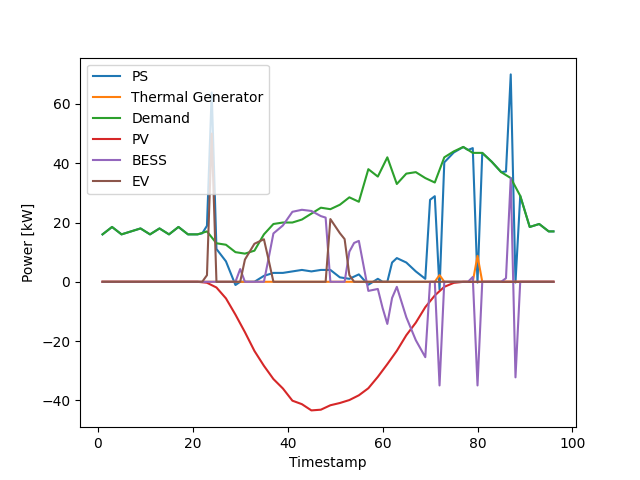 PS
Thermal Generator
Demand
PV
BESS
EV
Power [kW]
60
40
20
0
−20
−40
0 20 40 60 80 100
Timestamp